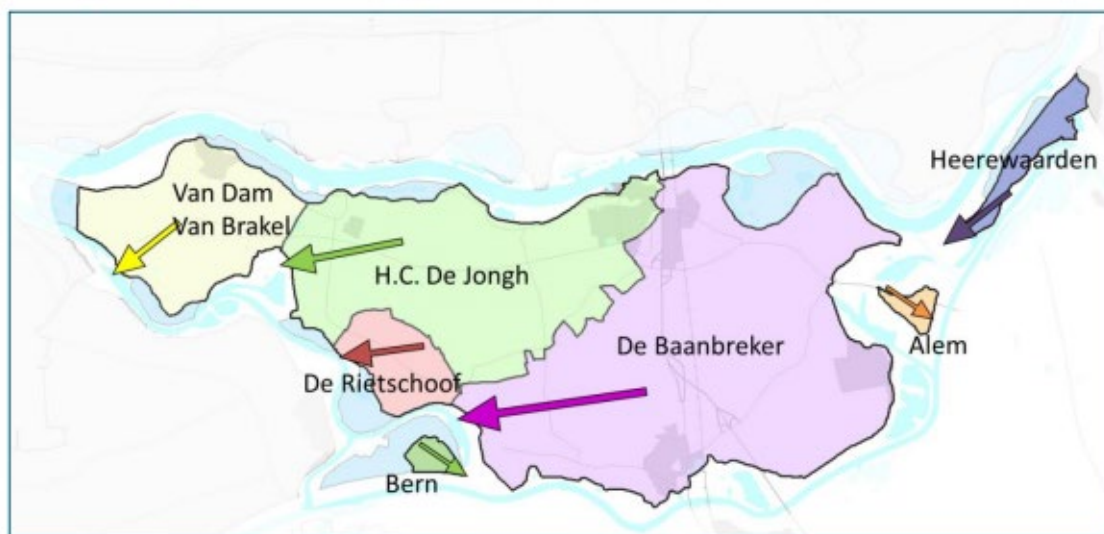 Heerewaarden
Van Dam
Van Brakel
H.C. De Jongh
De Baanbreker
Alem
De Rietschoof
Bern